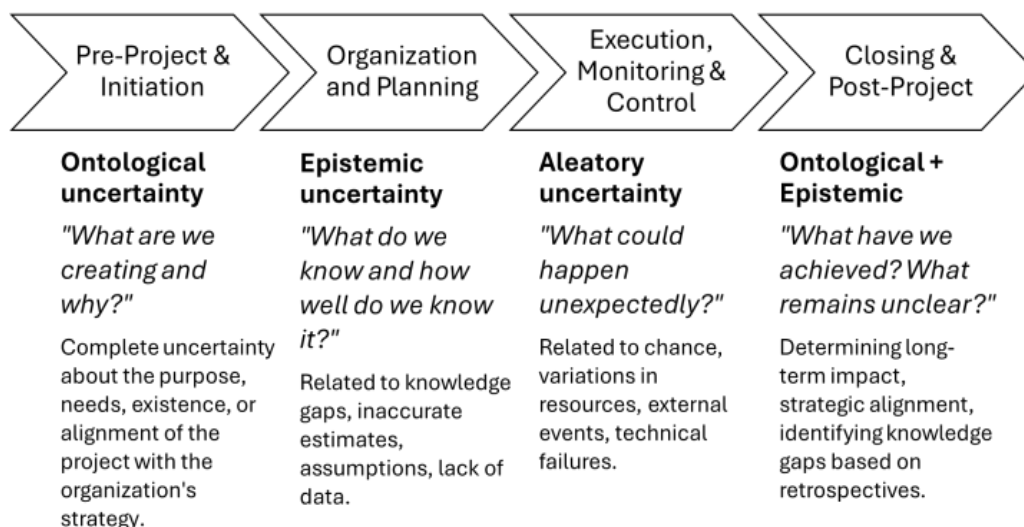 Pre-Project &
Initiation
Organization
and Planning
Execution,
Monitoring &
Control
Closing &
Post-Project
Ontological
uncertainty
"What are we
creating and
why?"
Complete uncertainty
about the purpose,
needs, existence, or
alignment of the
project with the
organization's
strategy.
Epistemic
uncertainty
"What do we
know and how
well do we know
it?"
Related to knowledge
gaps, inaccurate
estimates,
assumptions, lack of
data.
Aleatory
uncertainty
"What could
happen
unexpectedly?"
Related to chance,
variations in
resources, external
events, technical
failures.
Ontological +
Epistemic
"What have we
achieved? What
remains unclear?"
Determining long-
term impact,
strategic alignment,
identifying knowledge
gaps based on
retrospectives.